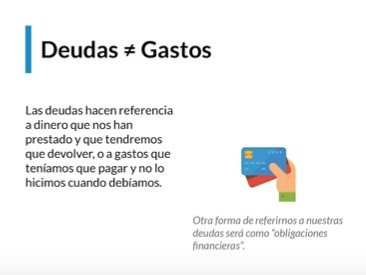 Deudas ≠ Gastos
Las deudas hacen referencia
a dinero que nos han
prestado y que tendremos
que devolver, o a gastos que
teníamos que pagar y no lo
hicimos cuando debíamos.
Otra forma de referirnos a nuestras
deudas será como "obligaciones
financieras".